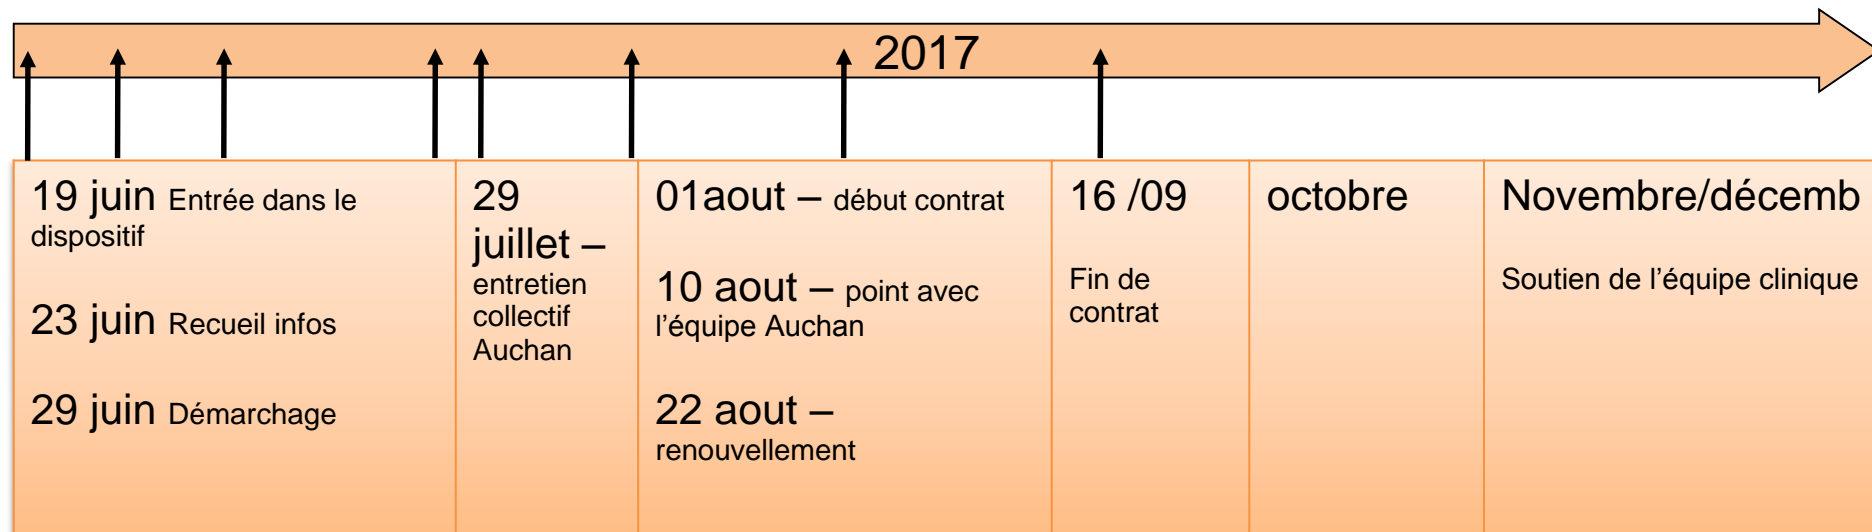 2017
19 juin Entrée dans le
dispositif
23 juin Recueil infos
29 juin Démarchage
29
juillet –
entretien
collectif
Auchan
01aout – début contrat
10 aout – point avec
l’équipe Auchan
22 aout –
renouvellement
16 /09
Fin de
contrat
octobre
Novembre/décemb
Soutien de l’équipe clinique